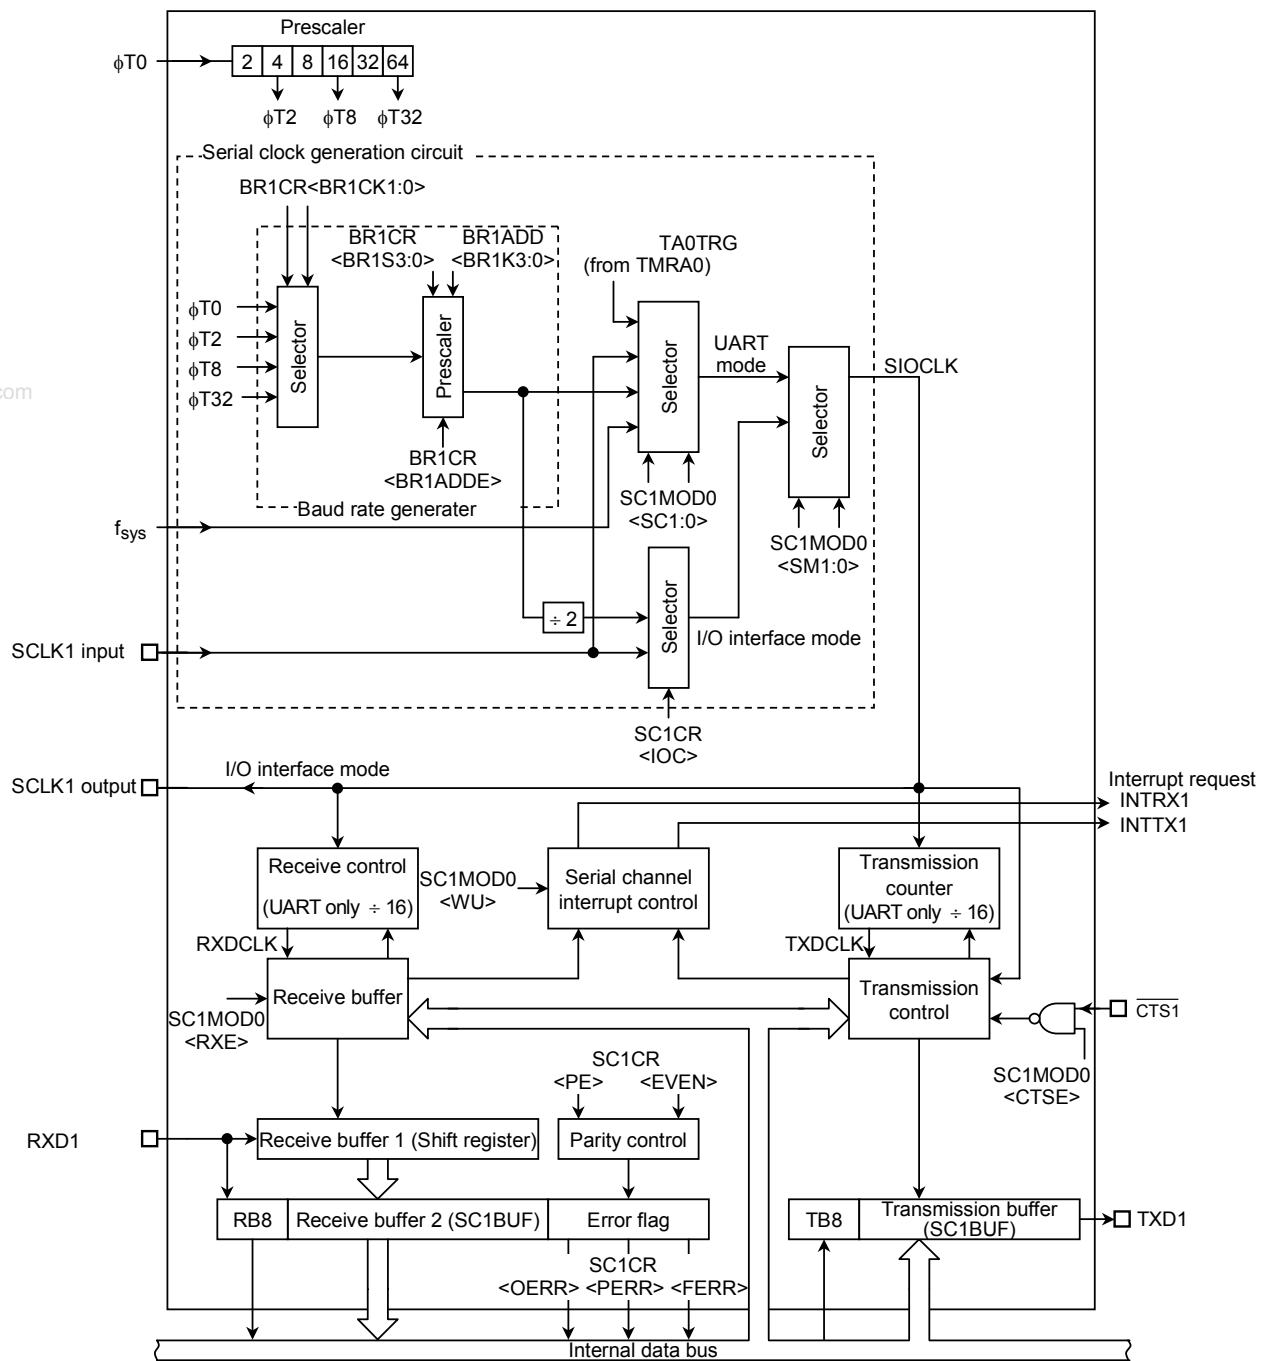 Prescaler
ϕT0
2 4 8 16 32 64
ϕT2 ϕT8 ϕT32
Serial clock generation circuit
BR1CR<BR1CK1:0>
BR1CR
<BR1S3:0>
BR1ADD
<BR1K3:0>
TA0TRG
(from TMRA0)
ϕT0
ϕT2
ϕT8
ϕT32
Selector
Prescaler
BR1CR
<BR1ADDE>
Baud rate generater
Selector
UART
mode
Selector
SIOCLK
SC1MOD0
<SC1:0>
SC1MOD0
<SM1:0>
fsys
÷ 2
Selector
I/O interface mode
SCLK1 input
SC1CR
<IOC>
com
SCLK1 output
I/O interface mode
Interrupt request
INTRX1
INTTX1
Receive control
(UART only ÷ 16)
SC1MOD0
<WU>
Serial channel
interrupt control
Transmission
counter
(UART only ÷ 16)
RXDCLK
TXDCLK
Receive buffer
SC1MOD0
<RXE>
Transmission
control
CTS1
SC1MOD0
<CTSE>
SC1CR
<PE> <EVEN>
RXD1
Receive buffer 1 (Shift register)
Parity control
RB8
Receive buffer 2 (SC1BUF)
Error flag
TB8
Transmission buffer
(SC1BUF)
TXD1
SC1CR
<OERR> <PERR> <FERR>
Internal data bus